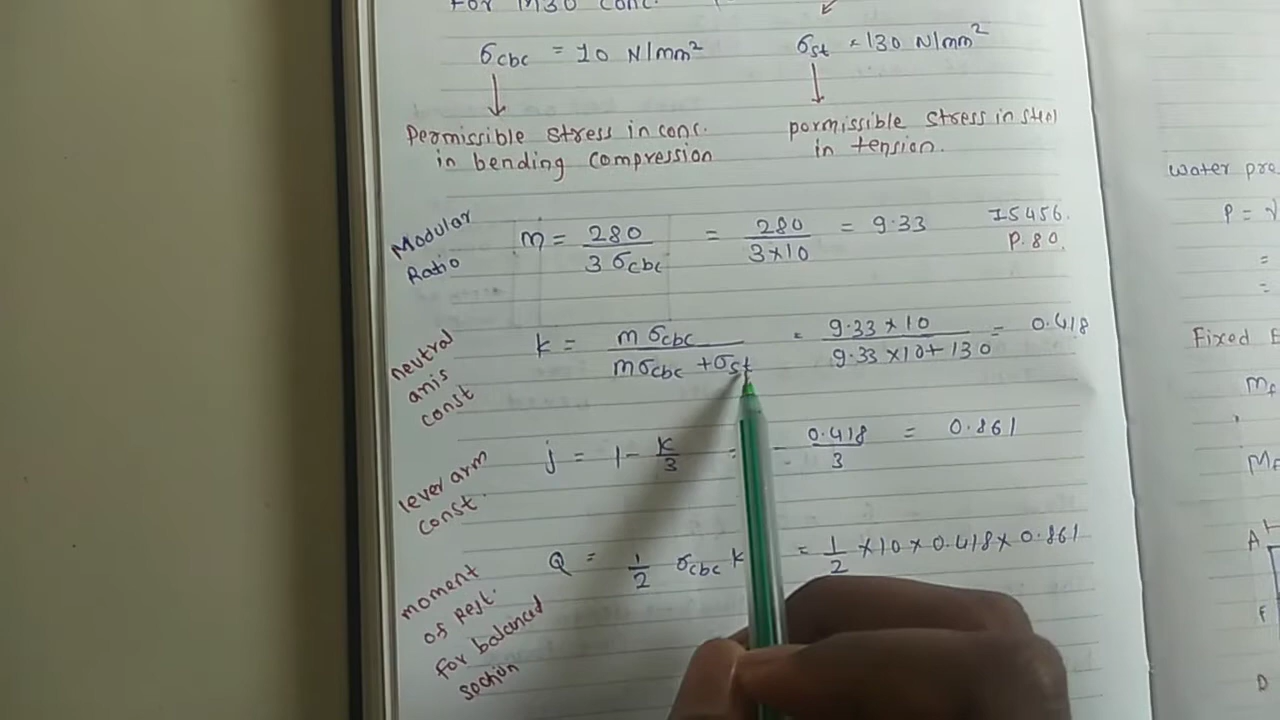 For M30 conc.
σcbc = 10 N/mm² σst = 130 N/mm²
Permissible stress in conc. permissible stress in steel
in bending compression in tension.
Modular
Ratio
m = 280 / 3 σcbc = 280 / 3×10 = 9.33 IS456.
P.80.
neutral
axis
const
k = m σcbc / m σcbc + σst = 9.33 × 10 / 9.33 × 10 + 130 = 0.418
lever arm
const.
j = 1 - k/3 = - 0.418 / 3 = 0.861
moment
of Rest.
For balanced
section
Q = 1/2 σcbc k = 1/2 × 10 × 0.418 × 0.861
Water pre
P = γ
=
=
Fixed E
A
F
D